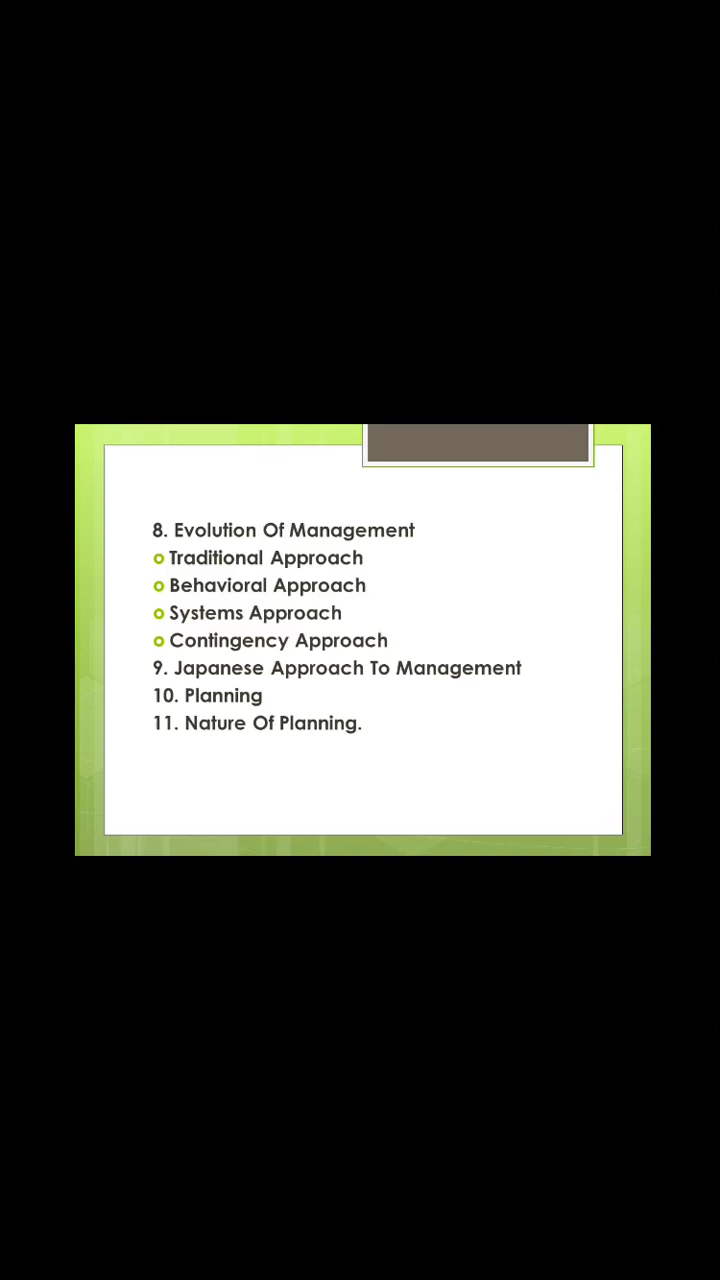 8. Evolution Of Management
Traditional Approach
Behavioral Approach
Systems Approach
Contingency Approach
9. Japanese Approach To Management
10. Planning
11. Nature Of Planning.